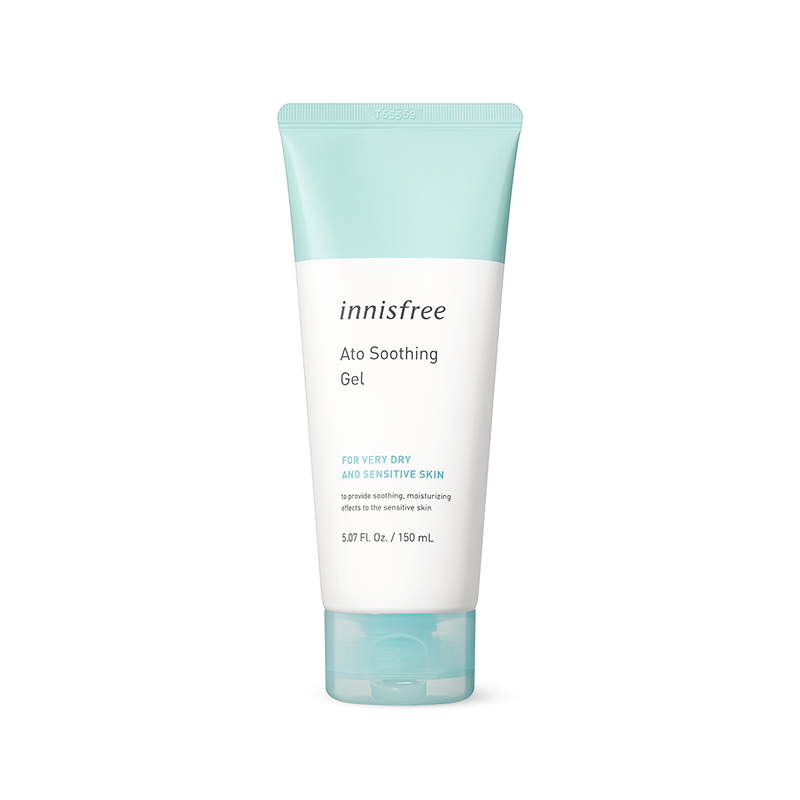 innisfree
Ato Soothing
Gel
FOR VERY DRY
AND SENSITIVE SKIN
to provide soothing, moisturizing
effects to the sensitive skin
5.07 Fl. Oz. / 150 mL